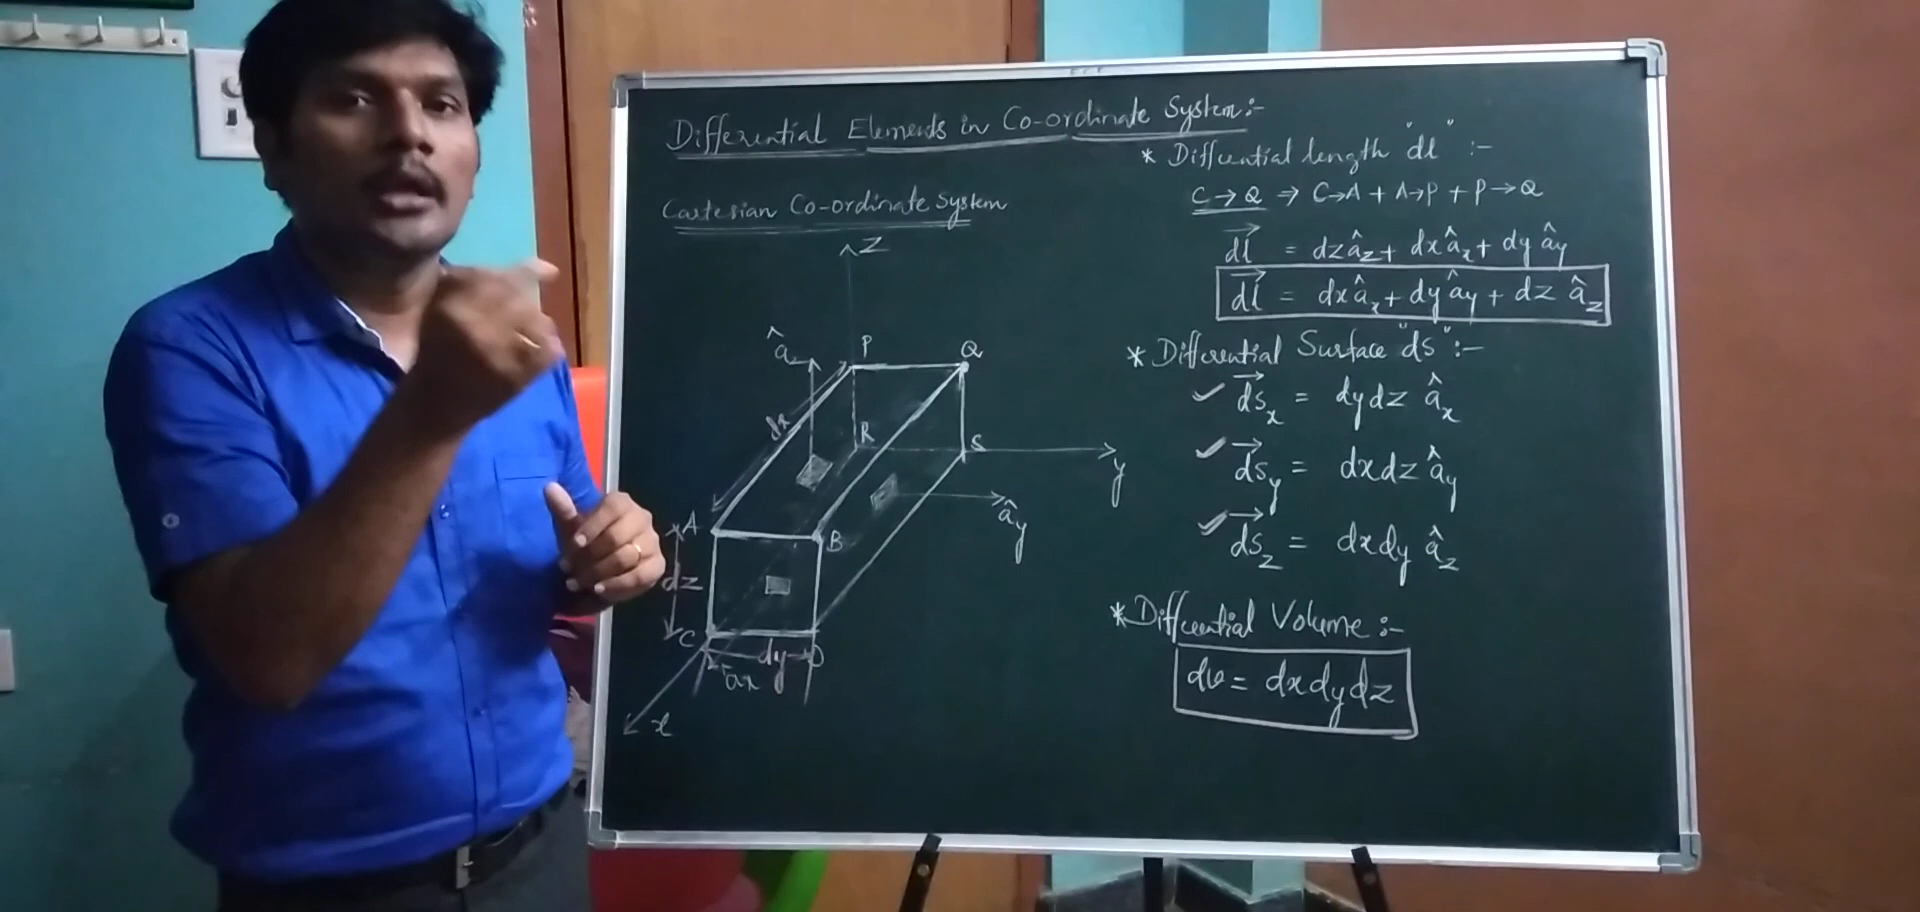 Differential Elements in Co-ordinate System:-
Cartesian Co-ordinate System
z
âz
P
Q
dx
R
S
y
A
B
ây
dz
C
dy
D
âx
x
* Differential length "dl" :-
C → Q ⇒ C→A + A→P + P→Q
dl = dz âz + dx âx + dy ây
dl = dx âx + dy ây + dz âz
* Differential Surface "ds" :-
✓ dsx = dydz âx
✓ dsy = dxdz ây
✓ dsz = dxdy âz
* Differential Volume :-
dv = dxdydz